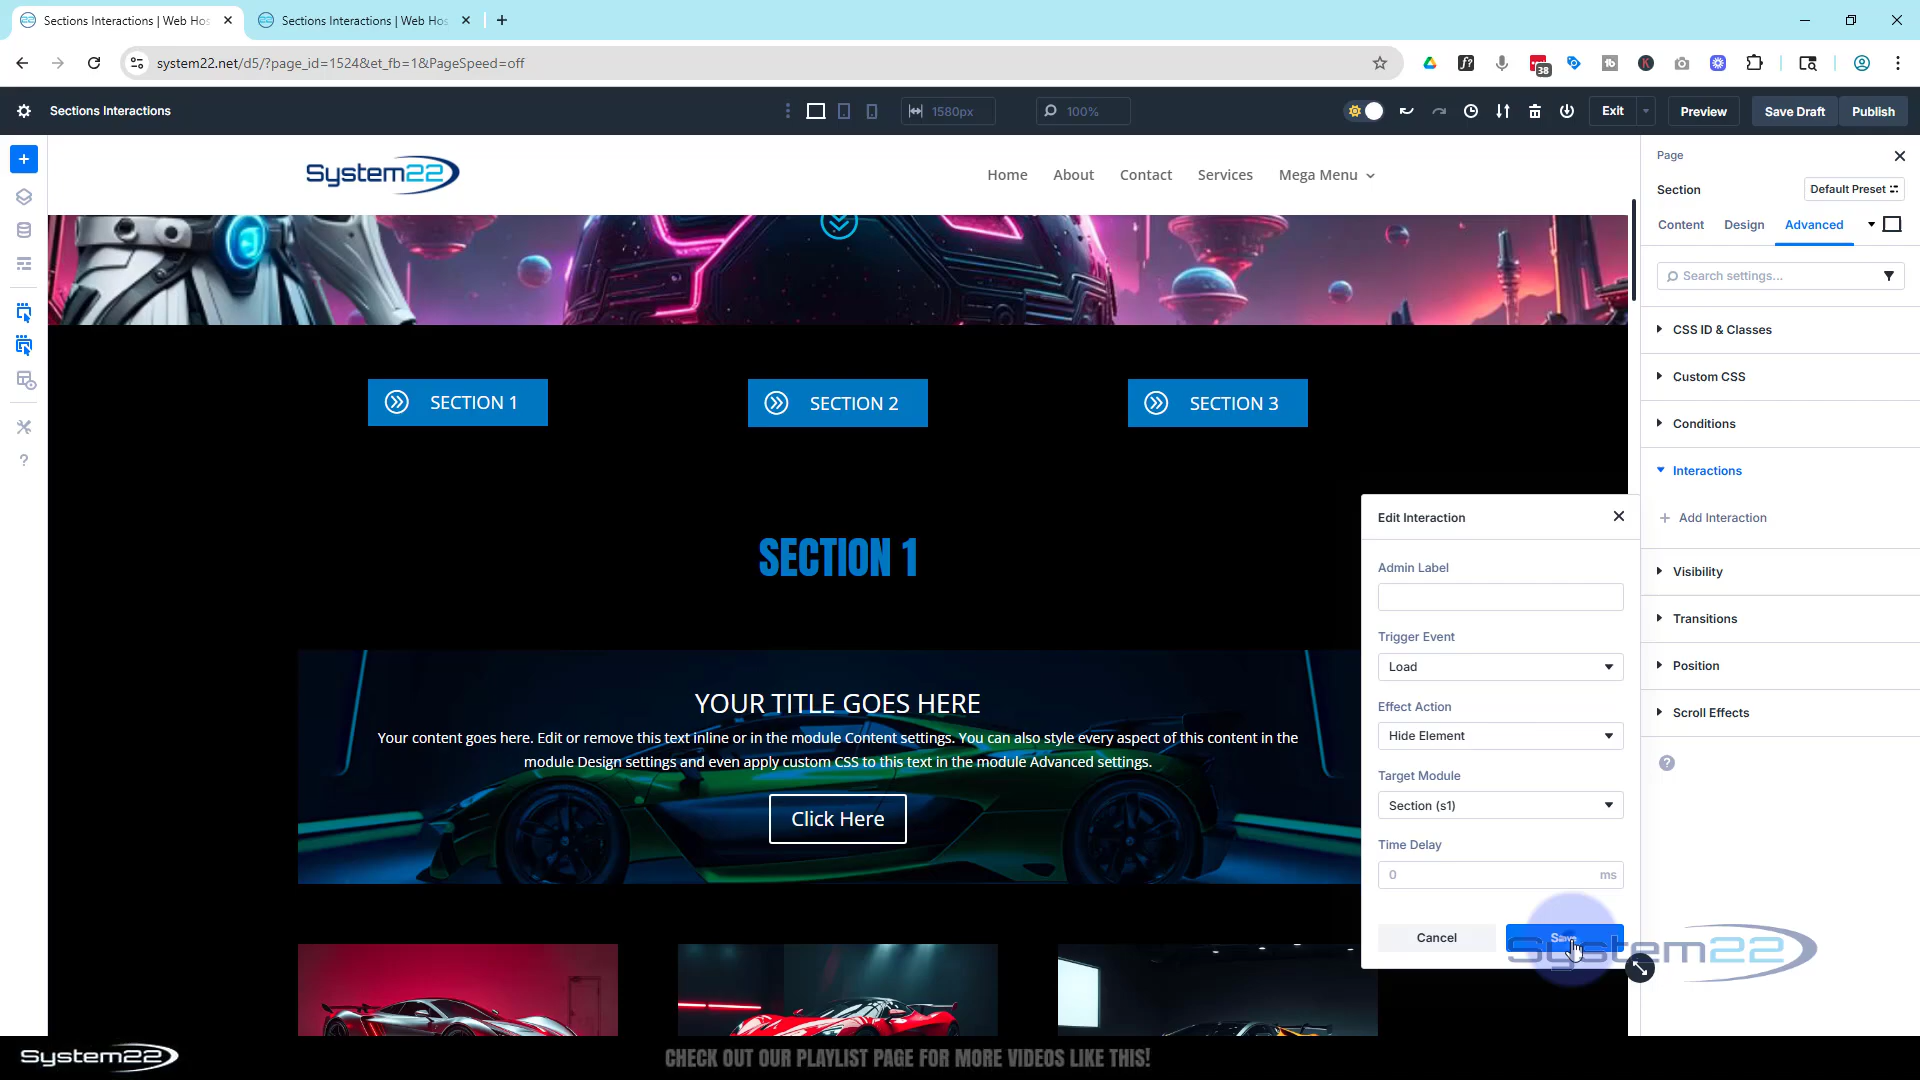 Sections Interactions | Web Hos
Sections Interactions | Web Hos
system22.net/d5/?page_id=1524&et_fb=1&PageSpeed=off
38
Sections Interactions
1580px
100%
Exit
Preview
Save Draft
Publish
System22
Home
About
Contact
Services
Mega Menu
Page
Section
Default Preset
Content
Design
Advanced
Search settings...
CSS ID & Classes
Custom CSS
Conditions
Interactions
Add Interaction
Visibility
Transitions
Position
Scroll Effects
SECTION 1
SECTION 2
SECTION 3
SECTION 1
YOUR TITLE GOES HERE
Your content goes here. Edit or remove this text inline or in the module Content settings. You can also style every aspect of this content in the
module Design settings and even apply custom CSS to this text in the module Advanced settings.
Click Here
Edit Interaction
Admin Label
Trigger Event
Load
Effect Action
Hide Element
Target Module
Section (s1)
Time Delay
0
ms
Cancel
Save
System22
System22
CHECK OUT OUR PLAYLIST PAGE FOR MORE VIDEOS LIKE THIS!